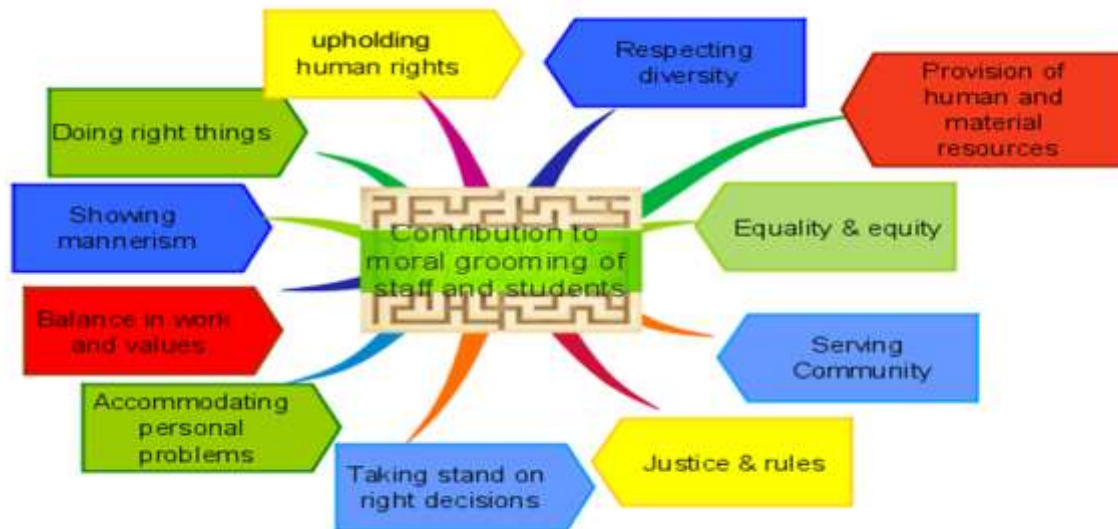 upholding
human rights
Respecting
diversity
Provision of
human and
material
resources
Doing right things
Showing
mannerism
Contribution to
moral grooming of
staff and students
Equality & equity
Balance in work
and values
Serving
Community
Accommodating
personal
problems
Taking stand on
right decisions
Justice & rules